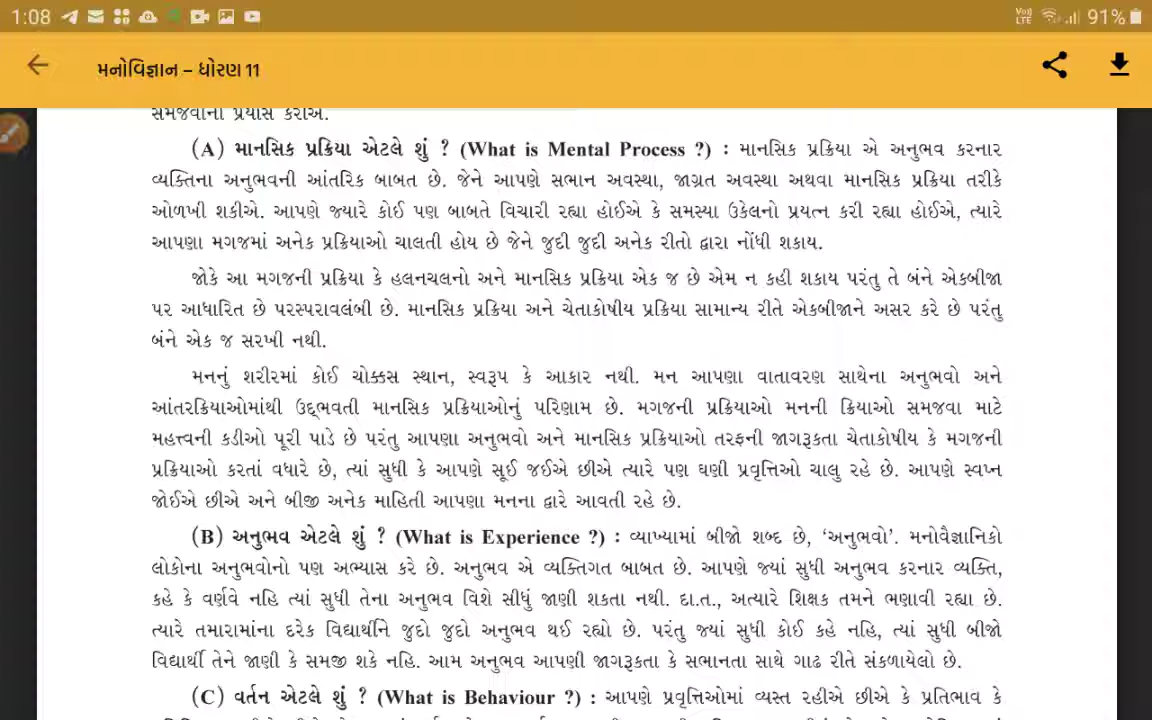 1:08
91%
મનોવિજ્ઞાન – ધોરણ 11
સમજવાનો પ્રયાસ કરીએ.
(A) માનસિક પ્રક્રિયા એટલે શું ? (What is Mental Process ?) : માનસિક પ્રક્રિયા એ અનુભવ કરનાર
વ્યક્તિના અનુભવની આંતરિક બાબત છે. જેને આપણે સભાન અવસ્થા, જાગ્રત અવસ્થા અથવા માનસિક પ્રક્રિયા તરીકે
ઓળખી શકીએ. આપણે જ્યારે કોઈ પણ બાબતે વિચારી રહ્યા હોઈએ કે સમસ્યા ઉકેલનો પ્રયત્ન કરી રહ્યા હોઈએ, ત્યારે
આપણા મગજમાં અનેક પ્રક્રિયાઓ ચાલતી હોય છે જેને જુદી જુદી અનેક રીતો દ્વારા નોંધી શકાય.
જોકે આ મગજની પ્રક્રિયા કે હલનચલનો અને માનસિક પ્રક્રિયા એક જ છે એમ ન કહી શકાય પરંતુ તે બંને એકબીજા
પર આધારિત છે પરસ્પરાવલંબી છે. માનસિક પ્રક્રિયા અને ચેતાકોષીય પ્રક્રિયા સામાન્ય રીતે એકબીજાને અસર કરે છે પરંતુ
બંને એક જ સરખી નથી.
મનનું શરીરમાં કોઈ ચોક્કસ સ્થાન, સ્વરૂપ કે આકાર નથી. મન આપણા વાતાવરણ સાથેના અનુભવો અને
આંતરક્રિયાઓમાંથી ઉદ્ભવતી માનસિક પ્રક્રિયાઓનું પરિણામ છે. મગજની પ્રક્રિયાઓ મનની ક્રિયાઓ સમજવા માટે
મહત્ત્વની કડીઓ પૂરી પાડે છે પરંતુ આપણા અનુભવો અને માનસિક પ્રક્રિયાઓ તરફની જાગરૂકતા ચેતાકોષીય કે મગજની
પ્રક્રિયાઓ કરતાં વધારે છે, ત્યાં સુધી કે આપણે સૂઈ જઈએ છીએ ત્યારે પણ ઘણી પ્રવૃત્તિઓ ચાલુ રહે છે. આપણે સ્વપ્ન
જોઈએ છીએ અને બીજી અનેક માહિતી આપણા મનના દ્વારે આવતી રહે છે.
(B) અનુભવ એટલે શું ? (What is Experience ?) : વ્યાખ્યામાં બીજો શબ્દ છે, ‘અનુભવો’. મનોવૈજ્ઞાનિકો
લોકોના અનુભવોનો પણ અભ્યાસ કરે છે. અનુભવ એ વ્યક્તિગત બાબત છે. આપણે જ્યાં સુધી અનુભવ કરનાર વ્યક્તિ,
કહે કે વર્ણવે નહિ ત્યાં સુધી તેના અનુભવ વિશે સીધું જાણી શકતા નથી. દા.ત., અત્યારે શિક્ષક તમને ભણાવી રહ્યા છે.
ત્યારે તમારામાંના દરેક વિદ્યાર્થીને જુદો જુદો અનુભવ થઈ રહ્યો છે. પરંતુ જ્યાં સુધી કોઈ કહે નહિ, ત્યાં સુધી બીજો
વિદ્યાર્થી તેને જાણી કે સમજી શકે નહિ. આમ અનુભવ આપણી જાગરૂકતા કે સભાનતા સાથે ગાઢ રીતે સંકળાયેલો છે.
(C) વર્તન એટલે શું ? (What is Behaviour ?) : આપણે પ્રવૃત્તિઓમાં વ્યસ્ત રહીએ છીએ કે પ્રતિભાવ કે